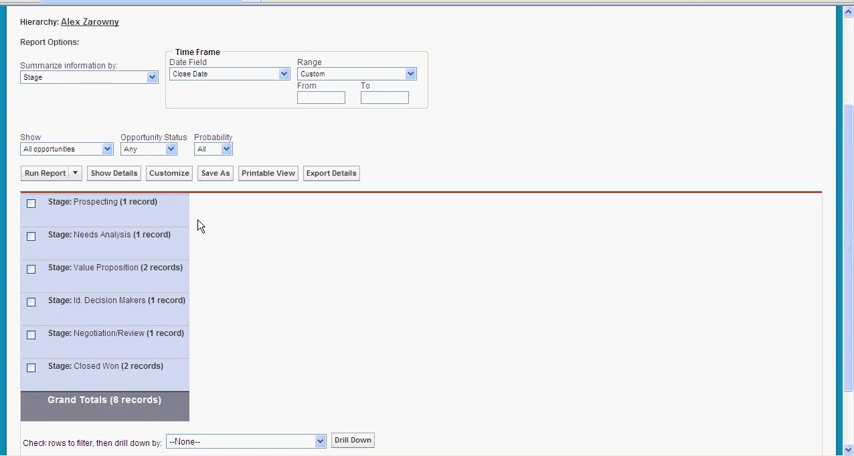 Hierarchy: Alex Zarowny
Report Options:
Time Frame
Summarize information by:
Stage
Date Field
Close Date
Range
Custom
From To
Show
All opportunities
Opportunity Status
Any
Probability
All
Run Report Show Details Customize Save As Printable View Export Details
Stage: Prospecting (1 record)
Stage: Needs Analysis (1 record)
Stage: Value Proposition (2 records)
Stage: Id. Decision Makers (1 record)
Stage: Negotiation/Review (1 record)
Stage: Closed Won (2 records)
Grand Totals (8 records)
Check rows to filter, then drill down by: --None-- Drill Down